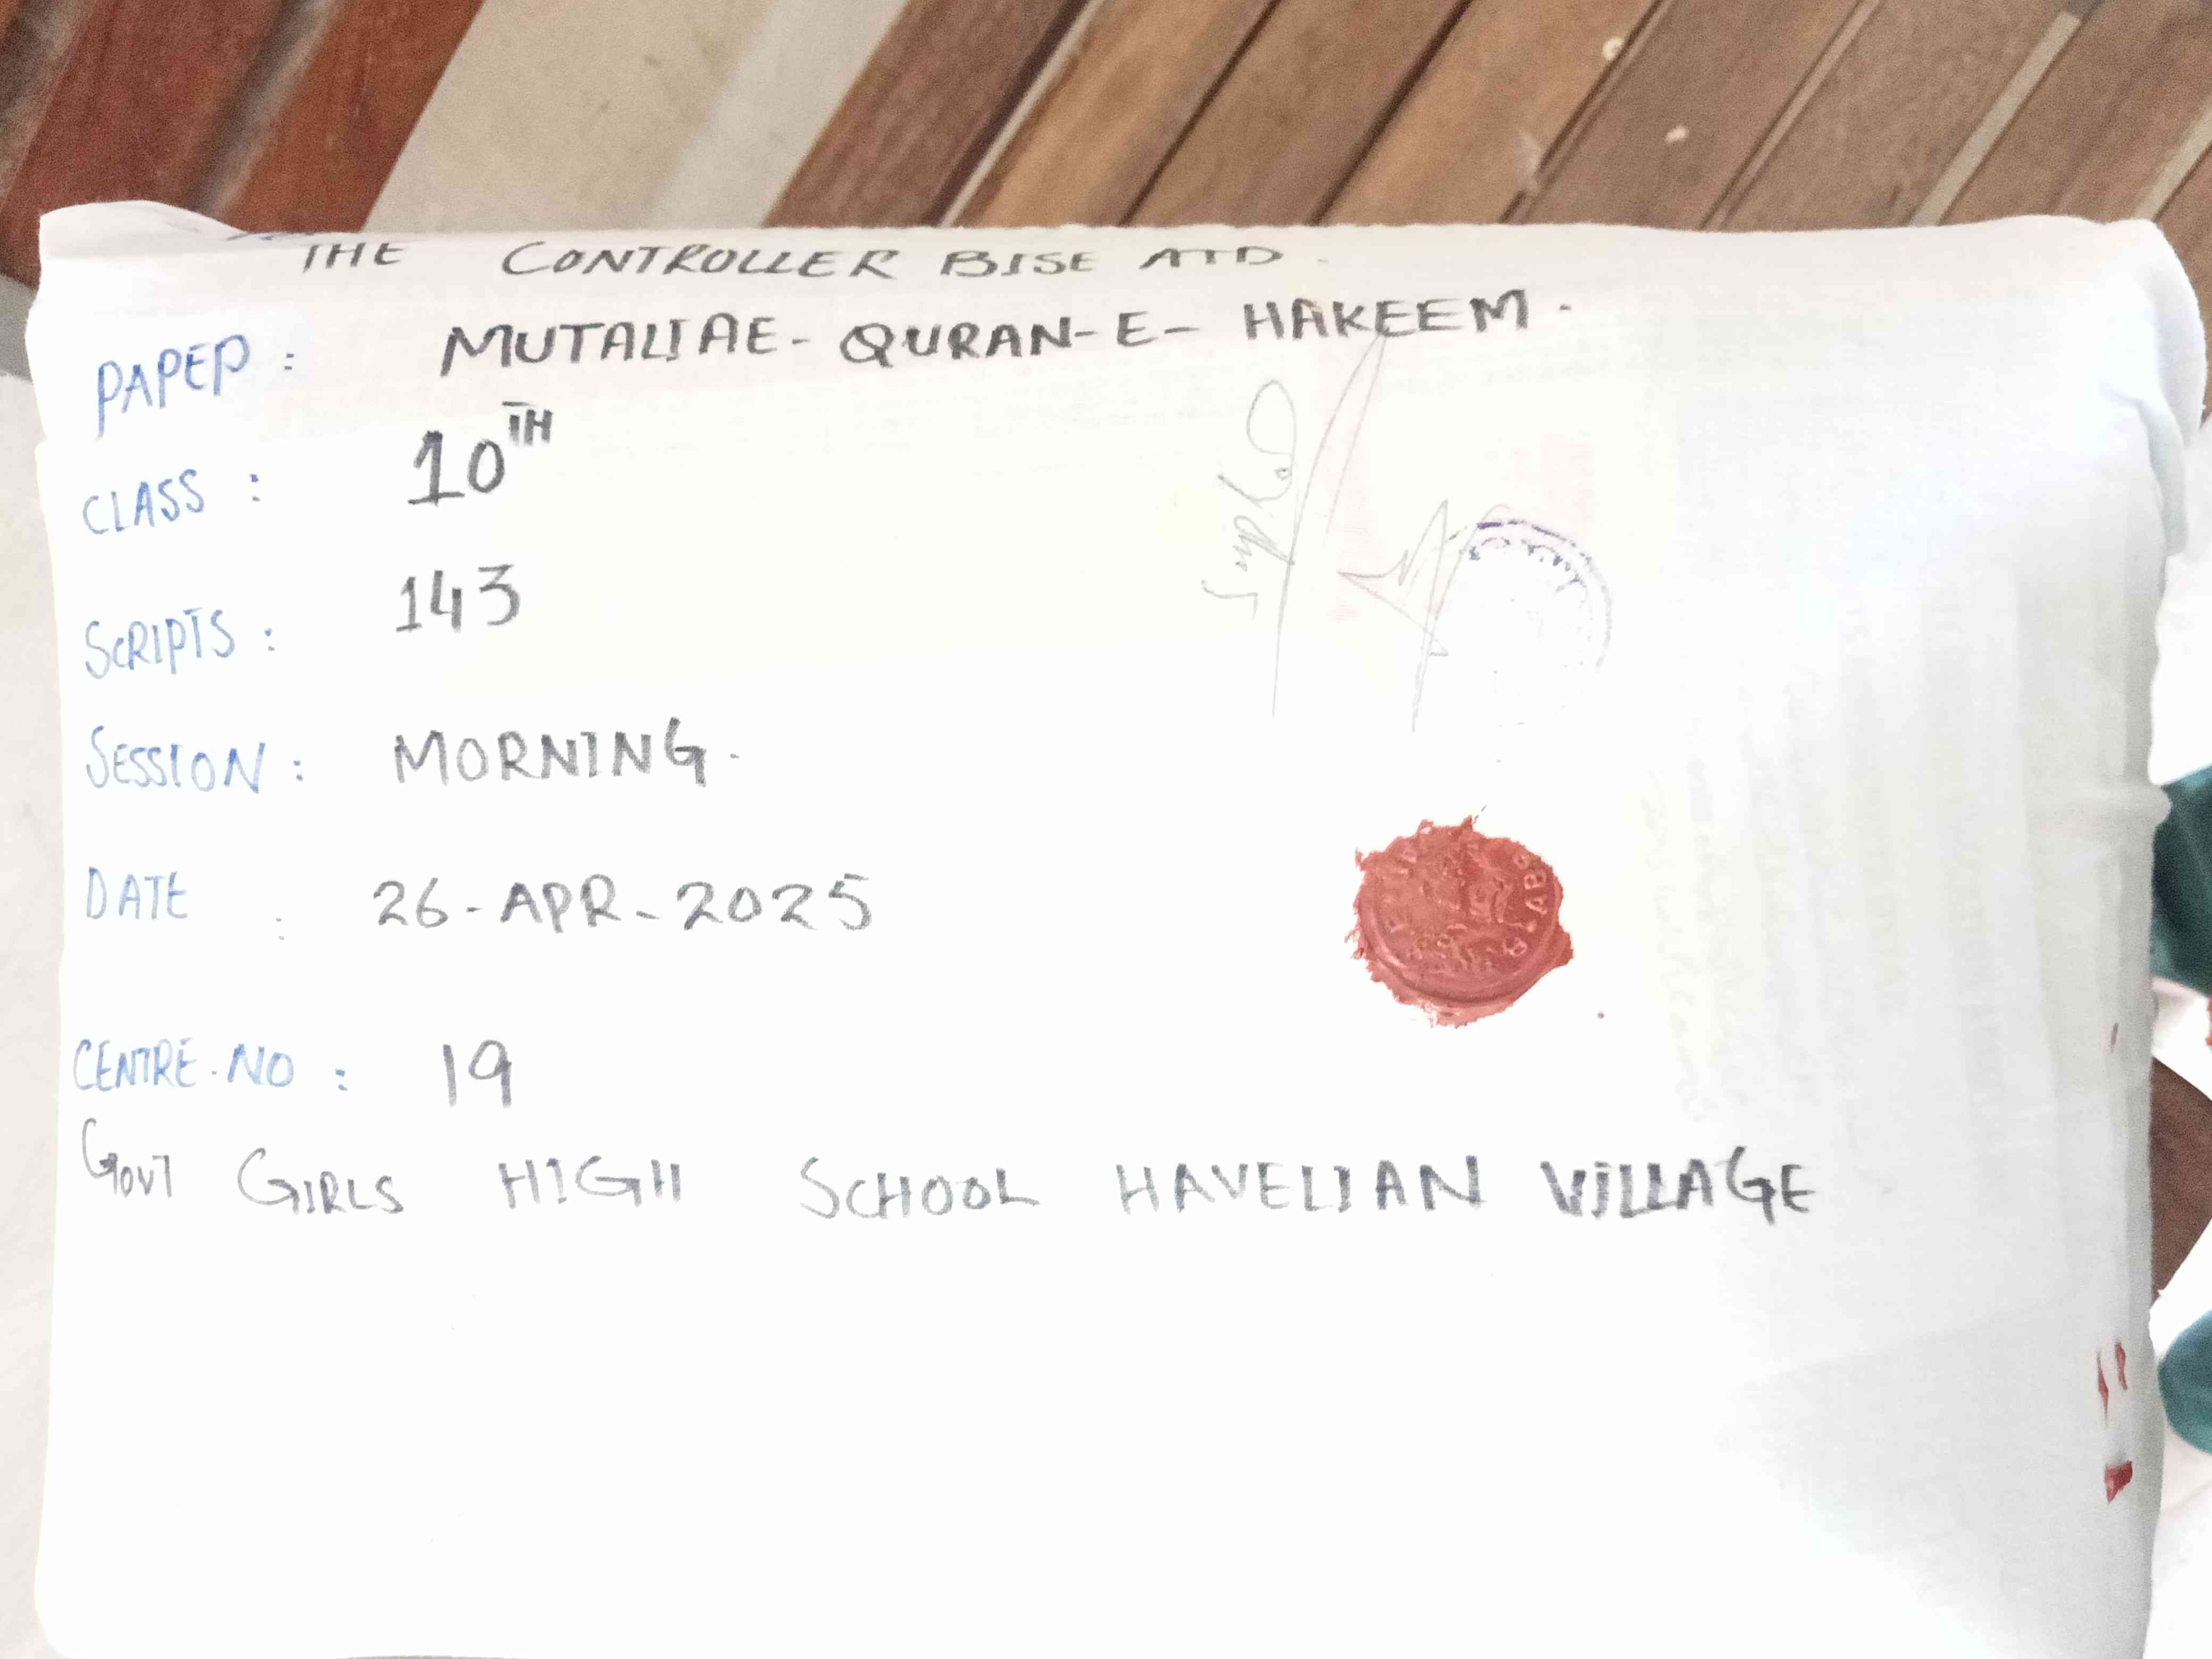 THE CONTROLLER BISE ATD.
PAPER: MUTALIAE-QURAN-E-HAKEEM.
CLASS: 10TH
SCRIPTS: 143
SESSION: MORNING.
DATE: 26-APR-2025
CENTRE.NO: 19
GOVT GIRLS HIGH SCHOOL HAVELIAN VILLAGE